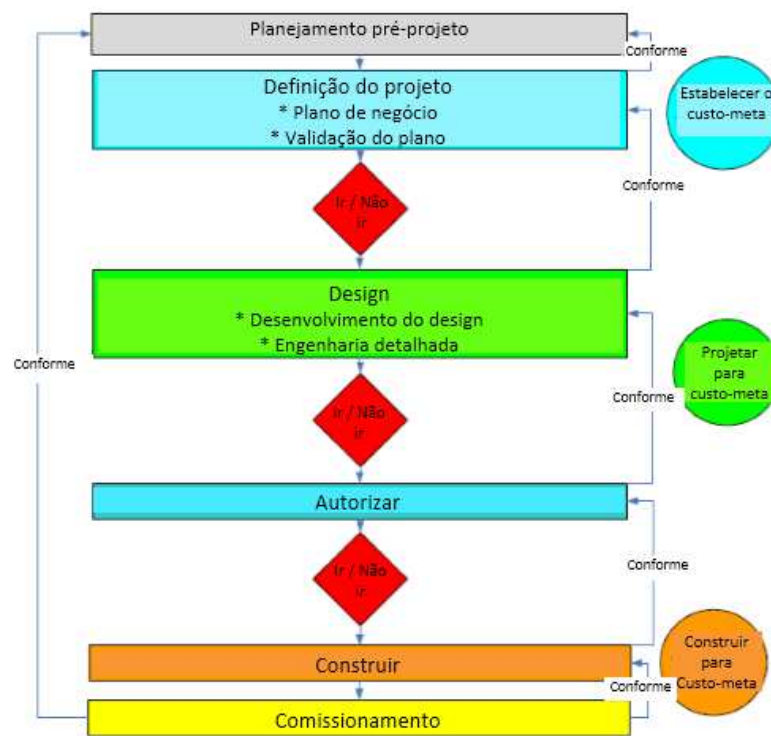 Planejamento pré-projeto
Conforme
Definição do projeto
* Plano de negócio
* Validação do plano
Estabelecer o
custo-meta
Conforme
Ir / Não
ir
Design
* Desenvolvimento do design
* Engenharia detalhada
Conforme
Projetar
para
custo-meta
Conforme
Ir / Não
ir
Autorizar
Ir / Não
ir
Conforme
Construir
Construir
para
Custo-meta
Conforme
Comissionamento